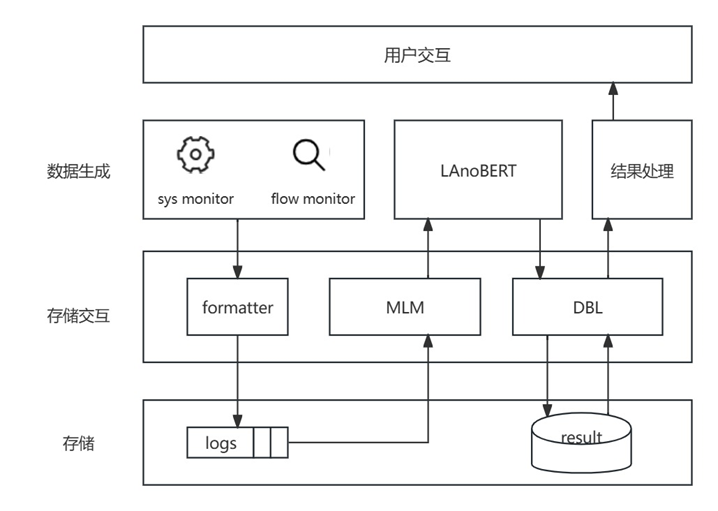 用户交互
数据生成
sys monitor
flow monitor
LAnoBERT
结果处理
存储交互
formatter
MLM
DBL
存储
logs
result